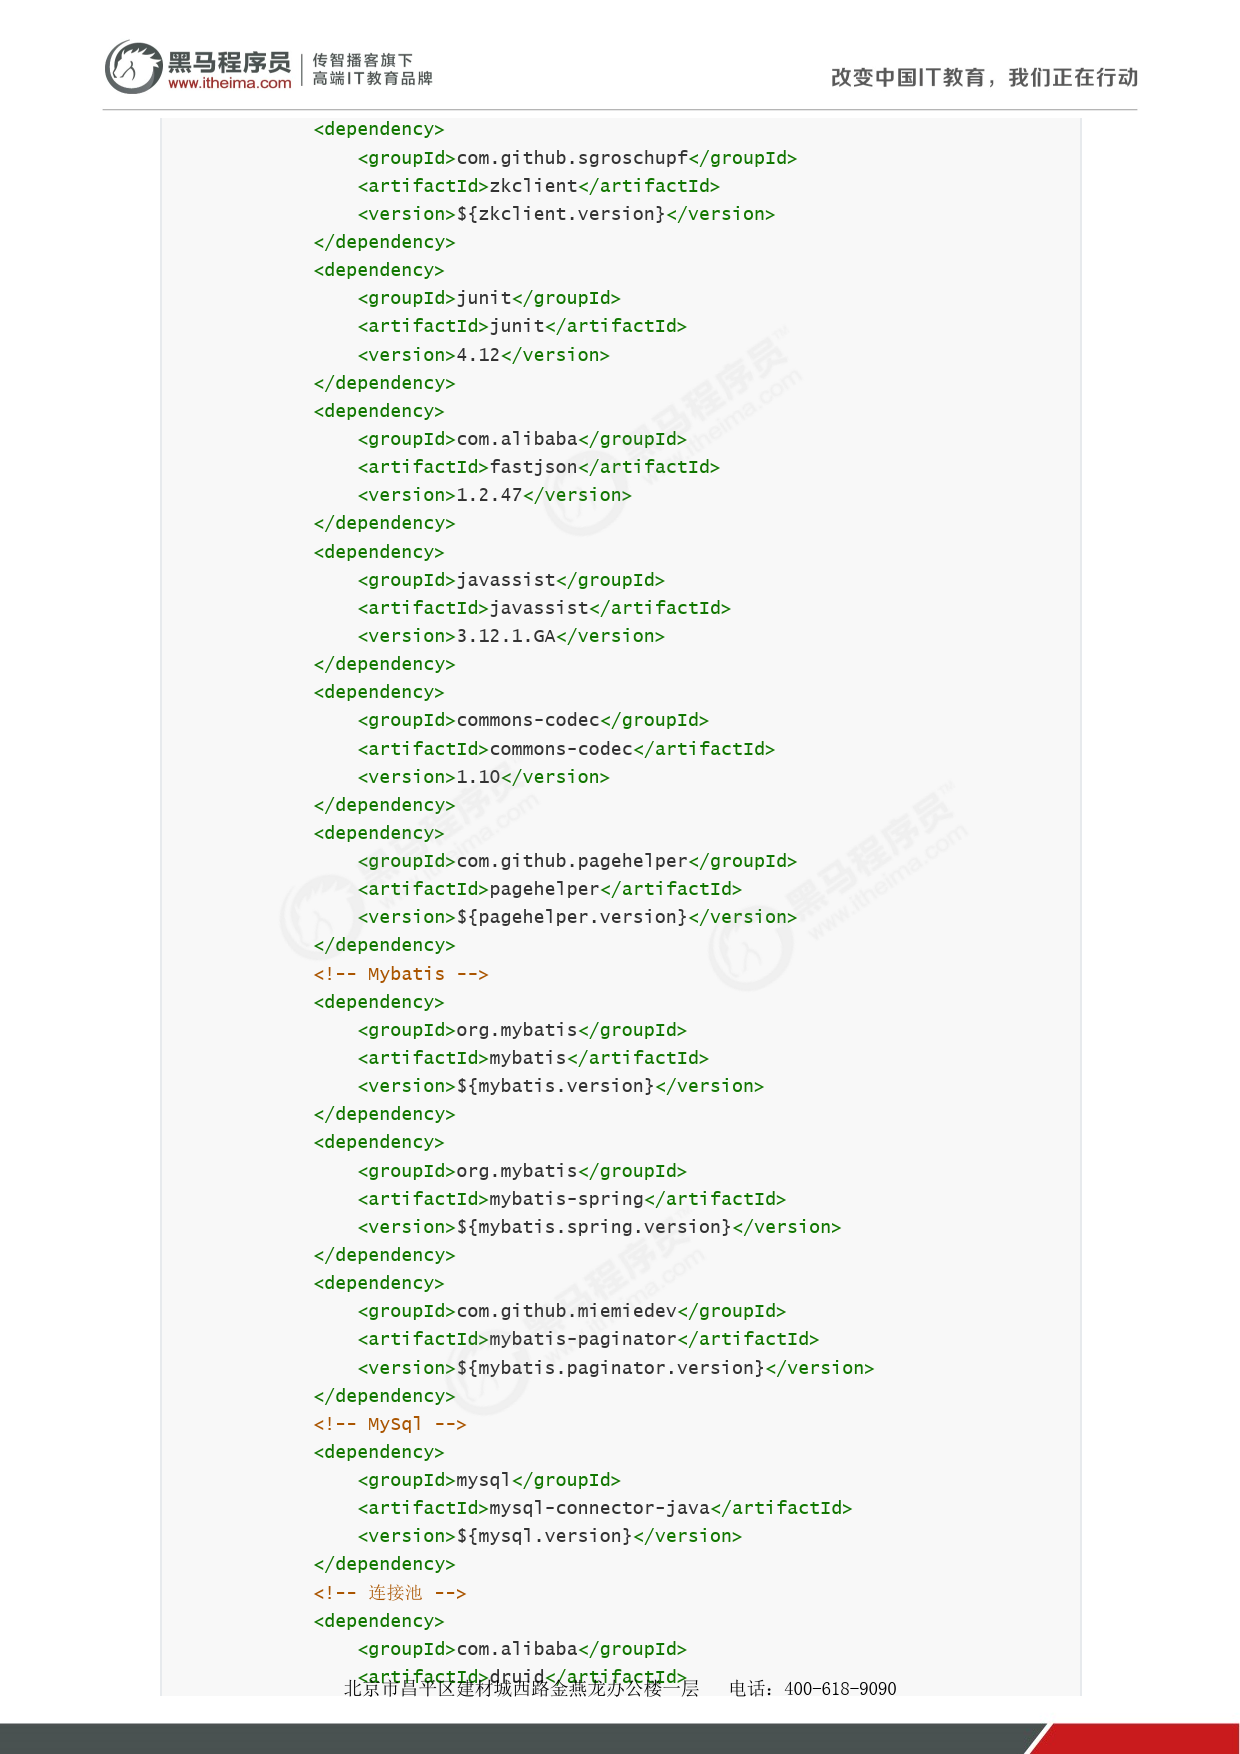 黑马程序员
www.itheima.com
传智播客旗下
高端IT教育品牌
改变中国IT教育，我们正在行动
<dependency>
    <groupId>com.github.sgroschupf</groupId>
    <artifactId>zkclient</artifactId>
    <version>${zkclient.version}</version>
</dependency>
<dependency>
    <groupId>junit</groupId>
    <artifactId>junit</artifactId>
    <version>4.12</version>
</dependency>
<dependency>
    <groupId>com.alibaba</groupId>
    <artifactId>fastjson</artifactId>
    <version>1.2.47</version>
</dependency>
<dependency>
    <groupId>javassist</groupId>
    <artifactId>javassist</artifactId>
    <version>3.12.1.GA</version>
</dependency>
<dependency>
    <groupId>commons-codec</groupId>
    <artifactId>commons-codec</artifactId>
    <version>1.10</version>
</dependency>
<dependency>
    <groupId>com.github.pagehelper</groupId>
    <artifactId>pagehelper</artifactId>
    <version>${pagehelper.version}</version>
</dependency>
<!-- Mybatis -->
<dependency>
    <groupId>org.mybatis</groupId>
    <artifactId>mybatis</artifactId>
    <version>${mybatis.version}</version>
</dependency>
<dependency>
    <groupId>org.mybatis</groupId>
    <artifactId>mybatis-spring</artifactId>
    <version>${mybatis.spring.version}</version>
</dependency>
<dependency>
    <groupId>com.github.miemiedev</groupId>
    <artifactId>mybatis-paginator</artifactId>
    <version>${mybatis.paginator.version}</version>
</dependency>
<!-- MySql -->
<dependency>
    <groupId>mysql</groupId>
    <artifactId>mysql-connector-java</artifactId>
    <version>${mysql.version}</version>
</dependency>
<!-- 连接池 -->
<dependency>
    <groupId>com.alibaba</groupId>
    <artifactId>druid</artifactId>
北京市昌平区建材城西路金燕龙办公楼一层 电话：400-618-9090